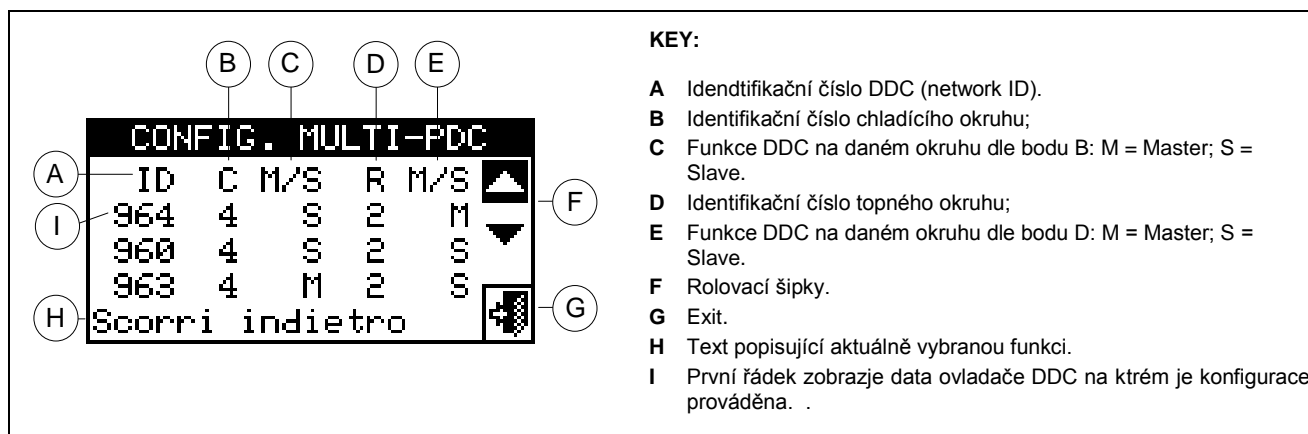 B C D E
CONFIG. MULTI-PDC
A ID C M/S R M/S
F
I 964 4 S 2 M
960 4 S 2 S
963 4 M 2 S
H Scorri indietro G
KEY:
A Idendtifikační číslo DDC (network ID).
B Identifikační číslo chladícího okruhu;
C Funkce DDC na daném okruhu dle bodu B: M = Master; S =
Slave.
D Identifikační číslo topného okruhu;
E Funkce DDC na daném okruhu dle bodu D: M = Master; S =
Slave.
F Rolovací šipky.
G Exit.
H Text popisující aktuálně vybranou funkci.
I První řádek zobrazje data ovladače DDC na ktrém je konfigurace
prováděna. .